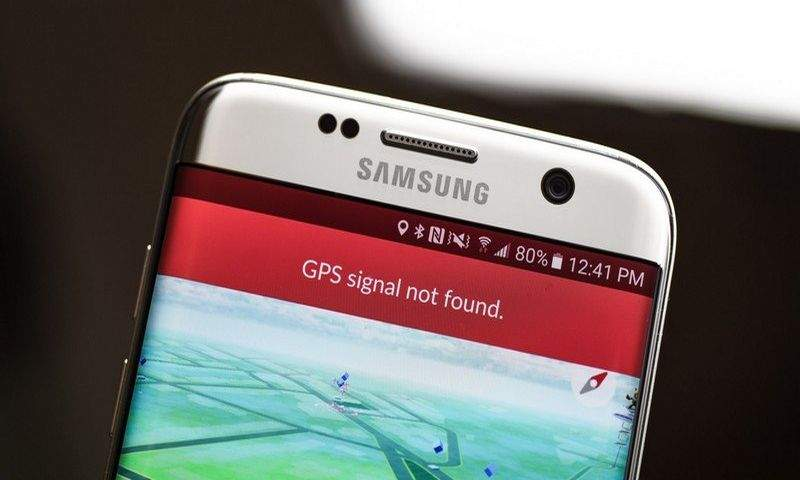 SAMSUNG
80% 12:41 PM
GPS signal not found.